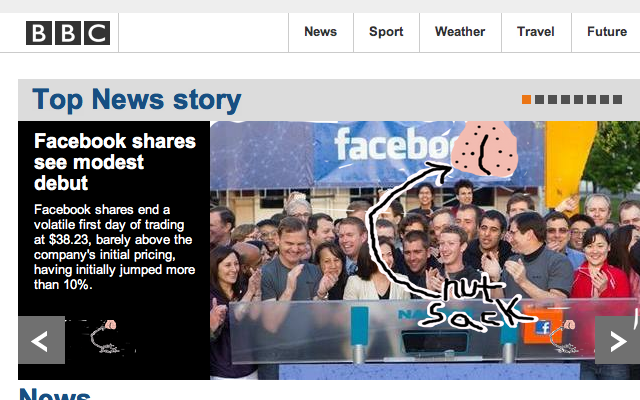 BBC
News
Sport
Weather
Travel
Future
Top News story
Facebook shares
see modest
debut
Facebook shares end a
volatile first day of trading
at $38.23, barely above the
company's initial pricing,
having initially jumped more
than 10%.
facebo
nut
sack
NA
f
News